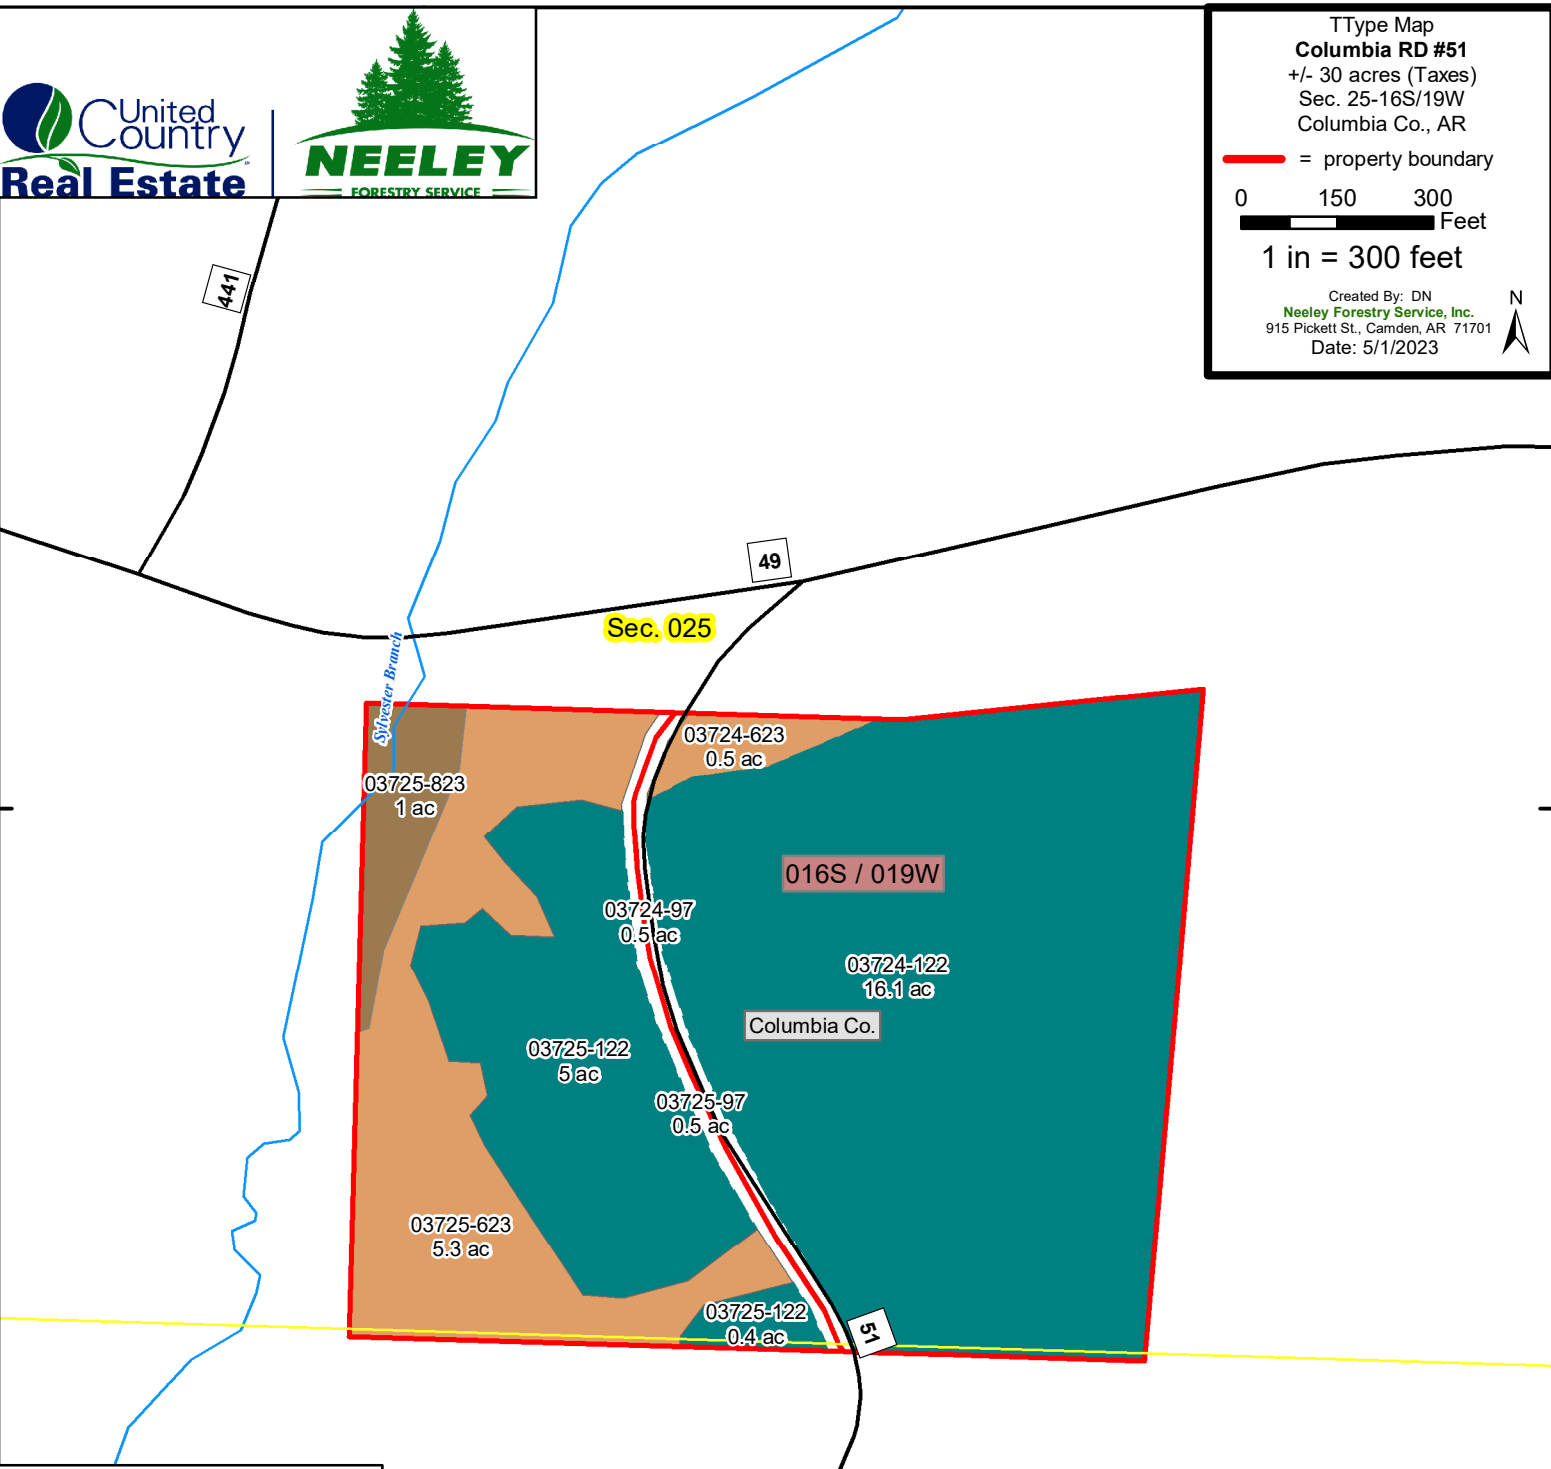 United
Country
Real Estate
NEELEY
FORESTRY SERVICE
TType Map
Columbia RD #51
+/- 30 acres (Taxes)
Sec. 25-16S/19W
Columbia Co., AR
= property boundary
0 150 300
Feet
1 in = 300 feet
Created By: DN
Neeley Forestry Service, Inc.
915 Pickett St., Camden, AR 71701
Date: 5/1/2023
N
441
49
Sec. 025
Sylvester Branch
03724-623
0.5 ac
03725-823
1 ac
016S / 019W
03724-97
0.5 ac
03724-122
16.1 ac
Columbia Co.
03725-122
5 ac
03725-97
0.5 ac
03725-623
5.3 ac
03725-122
0.4 ac
51